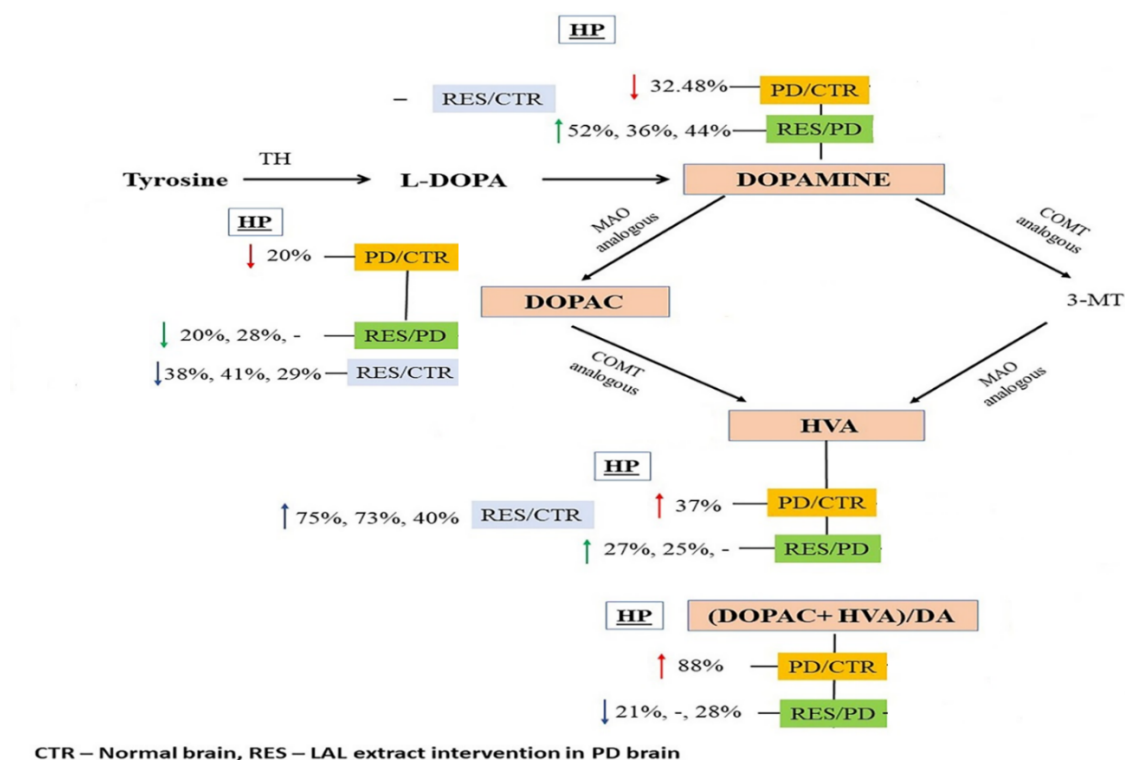 HP
↓ 32.48% PD/CTR
– RES/CTR
↑ 52%, 36%, 44% RES/PD
TH
Tyrosine L-DOPA DOPAMINE
MAO
analogous
COMT
analogous
HP
↓ 20% PD/CTR
DOPAC
3-MT
↓ 20%, 28%, - RES/PD
↓ 38%, 41%, 29% RES/CTR
COMT
analogous
MAO
analogous
HVA
HP
↑ 37% PD/CTR
↑ 75%, 73%, 40% RES/CTR
↑ 27%, 25%, - RES/PD
HP (DOPAC+ HVA)/DA
↑ 88% PD/CTR
↓ 21%, -, 28% RES/PD
CTR – Normal brain, RES – LAL extract intervention in PD brain